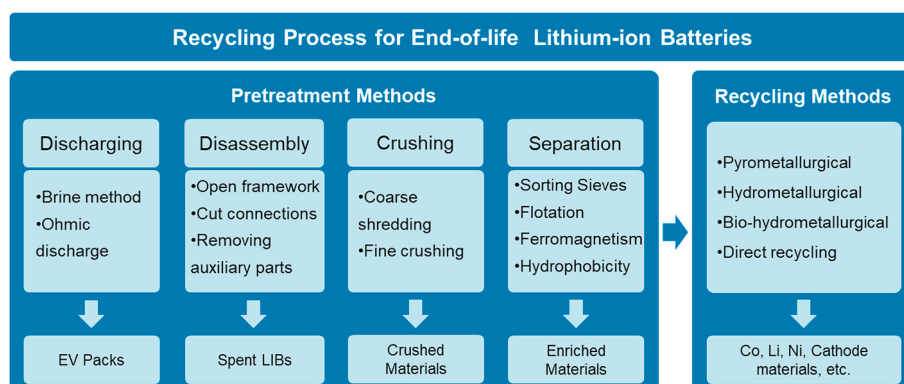 Recycling Process for End-of-life Lithium-ion Batteries
Pretreatment Methods
Discharging
•Brine method
•Ohmic
discharge
EV Packs
Disassembly
•Open framework
•Cut connections
•Removing
auxiliary parts
Spent LIBs
Crushing
•Coarse
shredding
•Fine crushing
Crushed
Materials
Separation
•Sorting Sieves
•Flotation
•Ferromagnetism
•Hydrophobicity
Enriched
Materials
Recycling Methods
•Pyrometallurgical
•Hydrometallurgical
•Bio-hydrometallurgical
•Direct recycling
Co, Li, Ni, Cathode
materials, etc.